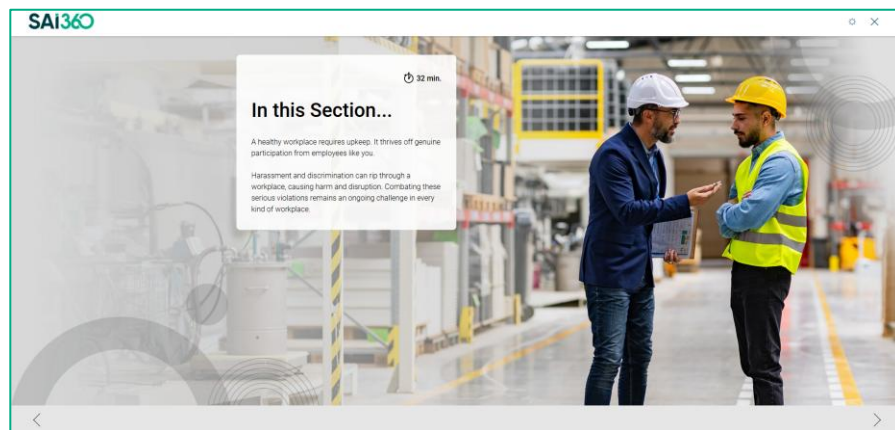 SAI360
32 min.
In this Section...
A healthy workplace requires upkeep. It thrives off genuine
participation from employees like you.
Harassment and discrimination can rip through a
workplace, causing harm and disruption. Combating these
serious violations remains an ongoing challenge in every
kind of workplace.